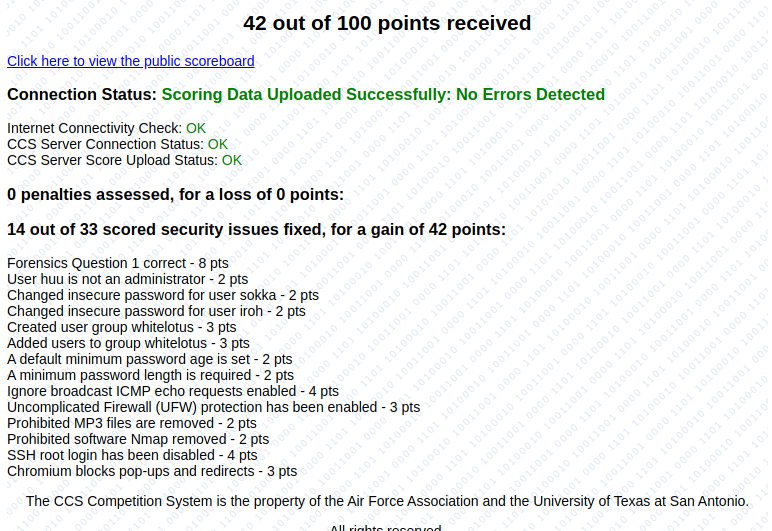 42 out of 100 points received
Click here to view the public scoreboard
Connection Status: Scoring Data Uploaded Successfully: No Errors Detected
Internet Connectivity Check: OK
CCS Server Connection Status: OK
CCS Server Score Upload Status: OK
0 penalties assessed, for a loss of 0 points:
14 out of 33 scored security issues fixed, for a gain of 42 points:
Forensics Question 1 correct - 8 pts
User huu is not an administrator - 2 pts
Changed insecure password for user sokka - 2 pts
Changed insecure password for user iroh - 2 pts
Created user group whitelotus - 3 pts
Added users to group whitelotus - 3 pts
A default minimum password age is set - 2 pts
A minimum password length is required - 2 pts
Ignore broadcast ICMP echo requests enabled - 4 pts
Uncomplicated Firewall (UFW) protection has been enabled - 3 pts
Prohibited MP3 files are removed - 2 pts
Prohibited software Nmap removed - 2 pts
SSH root login has been disabled - 4 pts
Chromium blocks pop-ups and redirects - 3 pts
The CCS Competition System is the property of the Air Force Association and the University of Texas at San Antonio.
All rights reserved